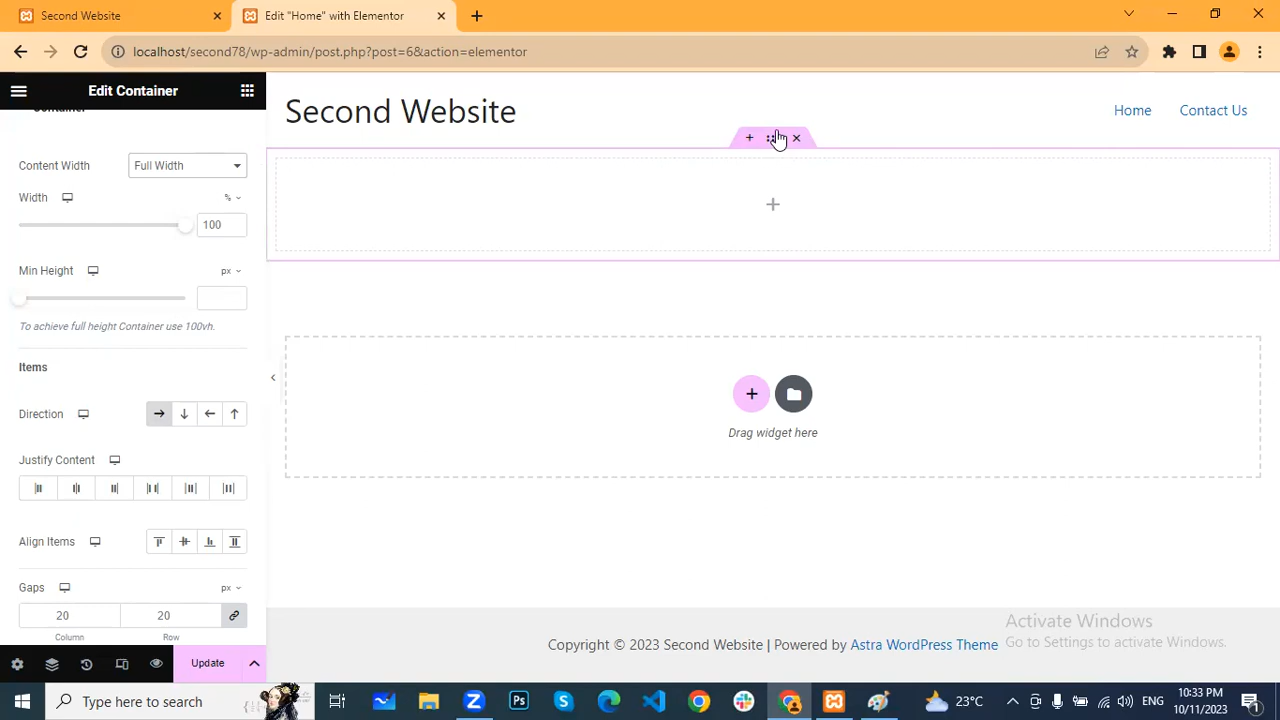 Second Website
Edit "Home" with Elementor
localhost/second78/wp-admin/post.php?post=6&action=elementor
Edit Container
Second Website
Home
Contact Us
Content Width
Full Width
Width
%
100
Min Height
px
To achieve full height Container use 100vh.
Items
Direction
Justify Content
Align Items
Gaps
px
20
20
Column
Row
Drag widget here
Copyright © 2023 Second Website | Powered by Astra WordPress Theme
Activate Windows
Go to Settings to activate Windows.
Update
Type here to search
23°C
ENG
10:33 PM
10/11/2023
1